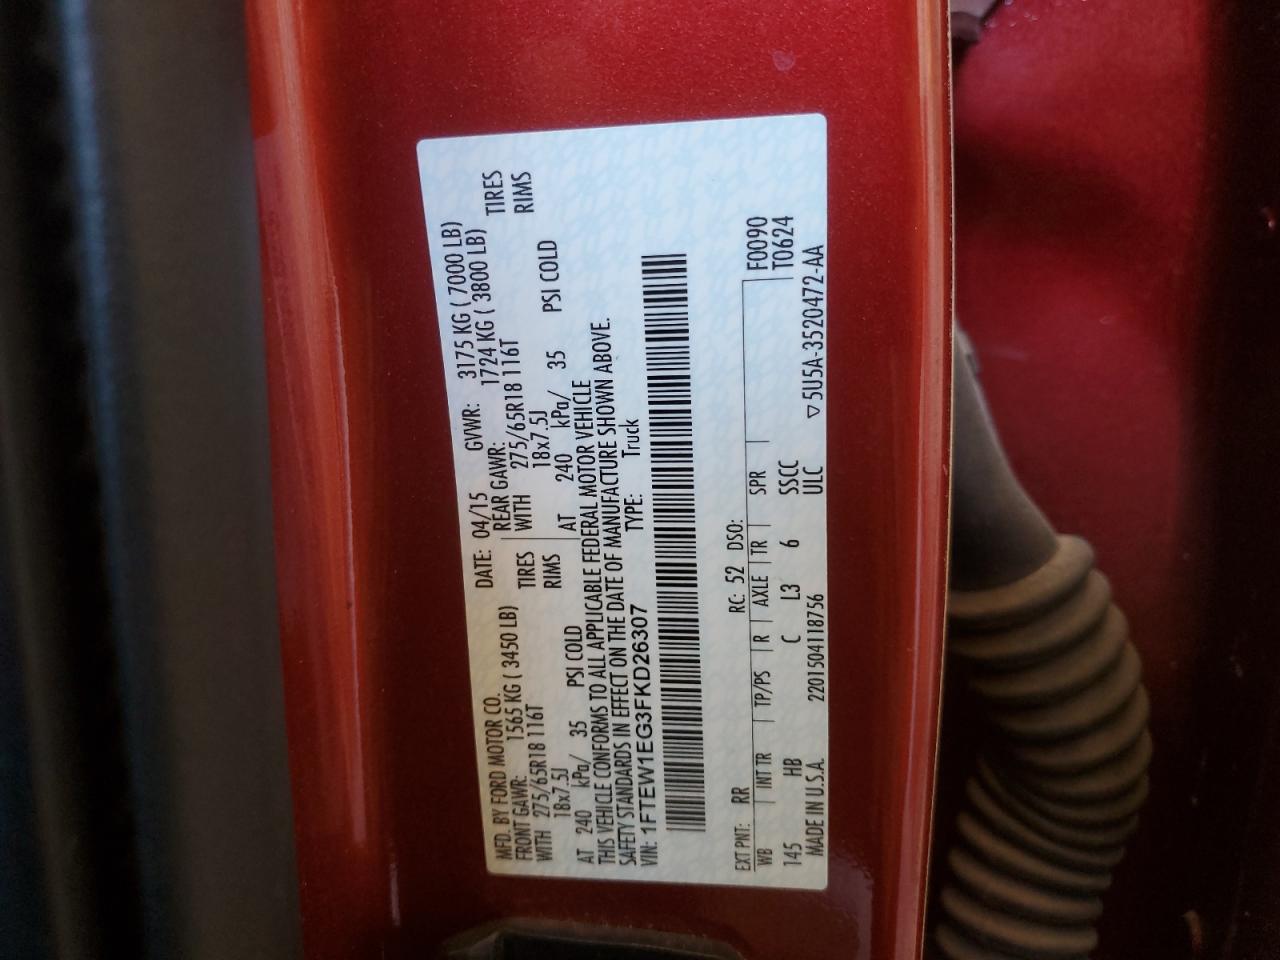 MFD. BY FORD MOTOR CO. DATE: 04/15 GVWR: 3175 KG ( 7000 LB)
FRONT GAWR: 1565 KG ( 3450 LB) REAR GAWR: 1724 KG ( 3800 LB)
WITH 275/65R18 116T TIRES WITH 275/65R18 116T TIRES
18x7.5J RIMS 18x7.5J RIMS
AT 240 kPa/ 35 PSI COLD AT 240 kPa/ 35 PSI COLD
THIS VEHICLE CONFORMS TO ALL APPLICABLE FEDERAL MOTOR VEHICLE
SAFETY STANDARDS IN EFFECT ON THE DATE OF MANUFACTURE SHOWN ABOVE.
VIN: 1FTEW1EG3FKD26307 TYPE: Truck
EXT PNT: RR RC: 52 DSO: F0090
WB INT TR TP/PS R AXLE TR SPR T0624
145 HB C L3 6 SSCC
MADE IN U.S.A. 220150411875​6 ULC ▽5U5A-3520472-AA